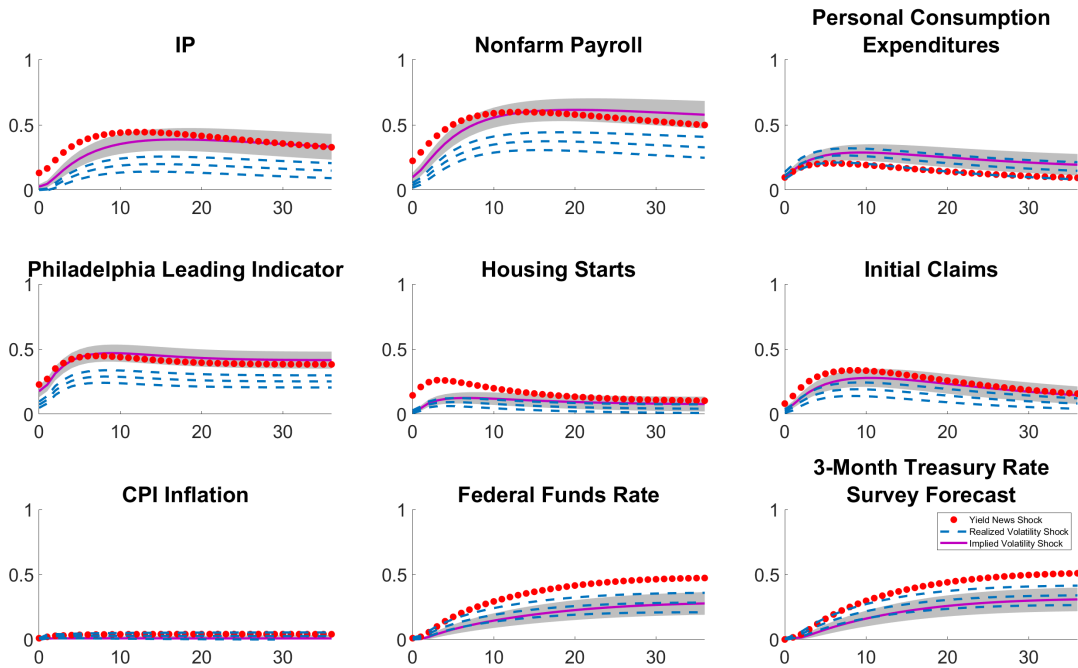 IP
1
0.5
0
0 10 20 30
Nonfarm Payroll
1
0.5
0
0 10 20 30
Personal Consumption
Expenditures
1
0.5
0
0 10 20 30
Philadelphia Leading Indicator
1
0.5
0
0 10 20 30
Housing Starts
1
0.5
0
0 10 20 30
Initial Claims
1
0.5
0
0 10 20 30
CPI Inflation
1
0.5
0
0 10 20 30
Federal Funds Rate
1
0.5
0
0 10 20 30
3-Month Treasury Rate
Survey Forecast
Yield News Shock
Realized Volatility Shock
Implied Volatility Shock
1
0.5
0
0 10 20 30